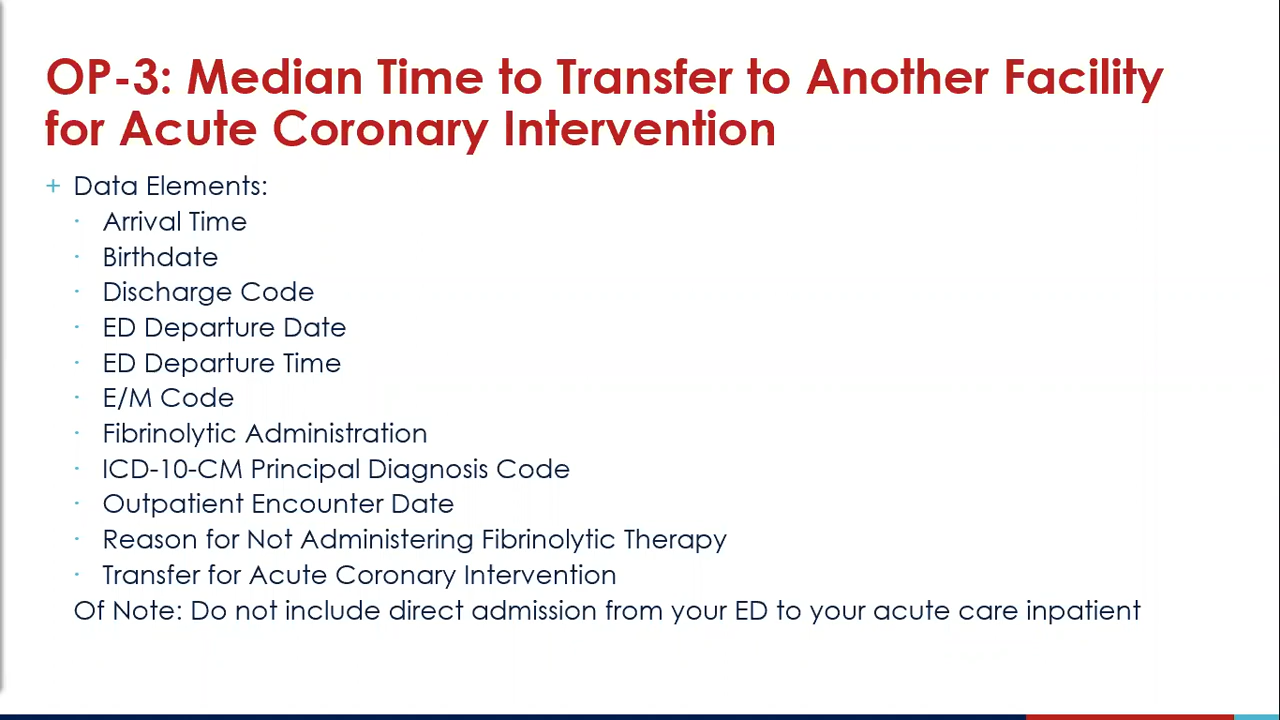 OP-3: Median Time to Transfer to Another Facility
for Acute Coronary Intervention
+ Data Elements:
· Arrival Time
· Birthdate
· Discharge Code
· ED Departure Date
· ED Departure Time
· E/M Code
· Fibrinolytic Administration
· ICD-10-CM Principal Diagnosis Code
· Outpatient Encounter Date
· Reason for Not Administering Fibrinolytic Therapy
· Transfer for Acute Coronary Intervention
Of Note: Do not include direct admission from your ED to your acute care inpatient